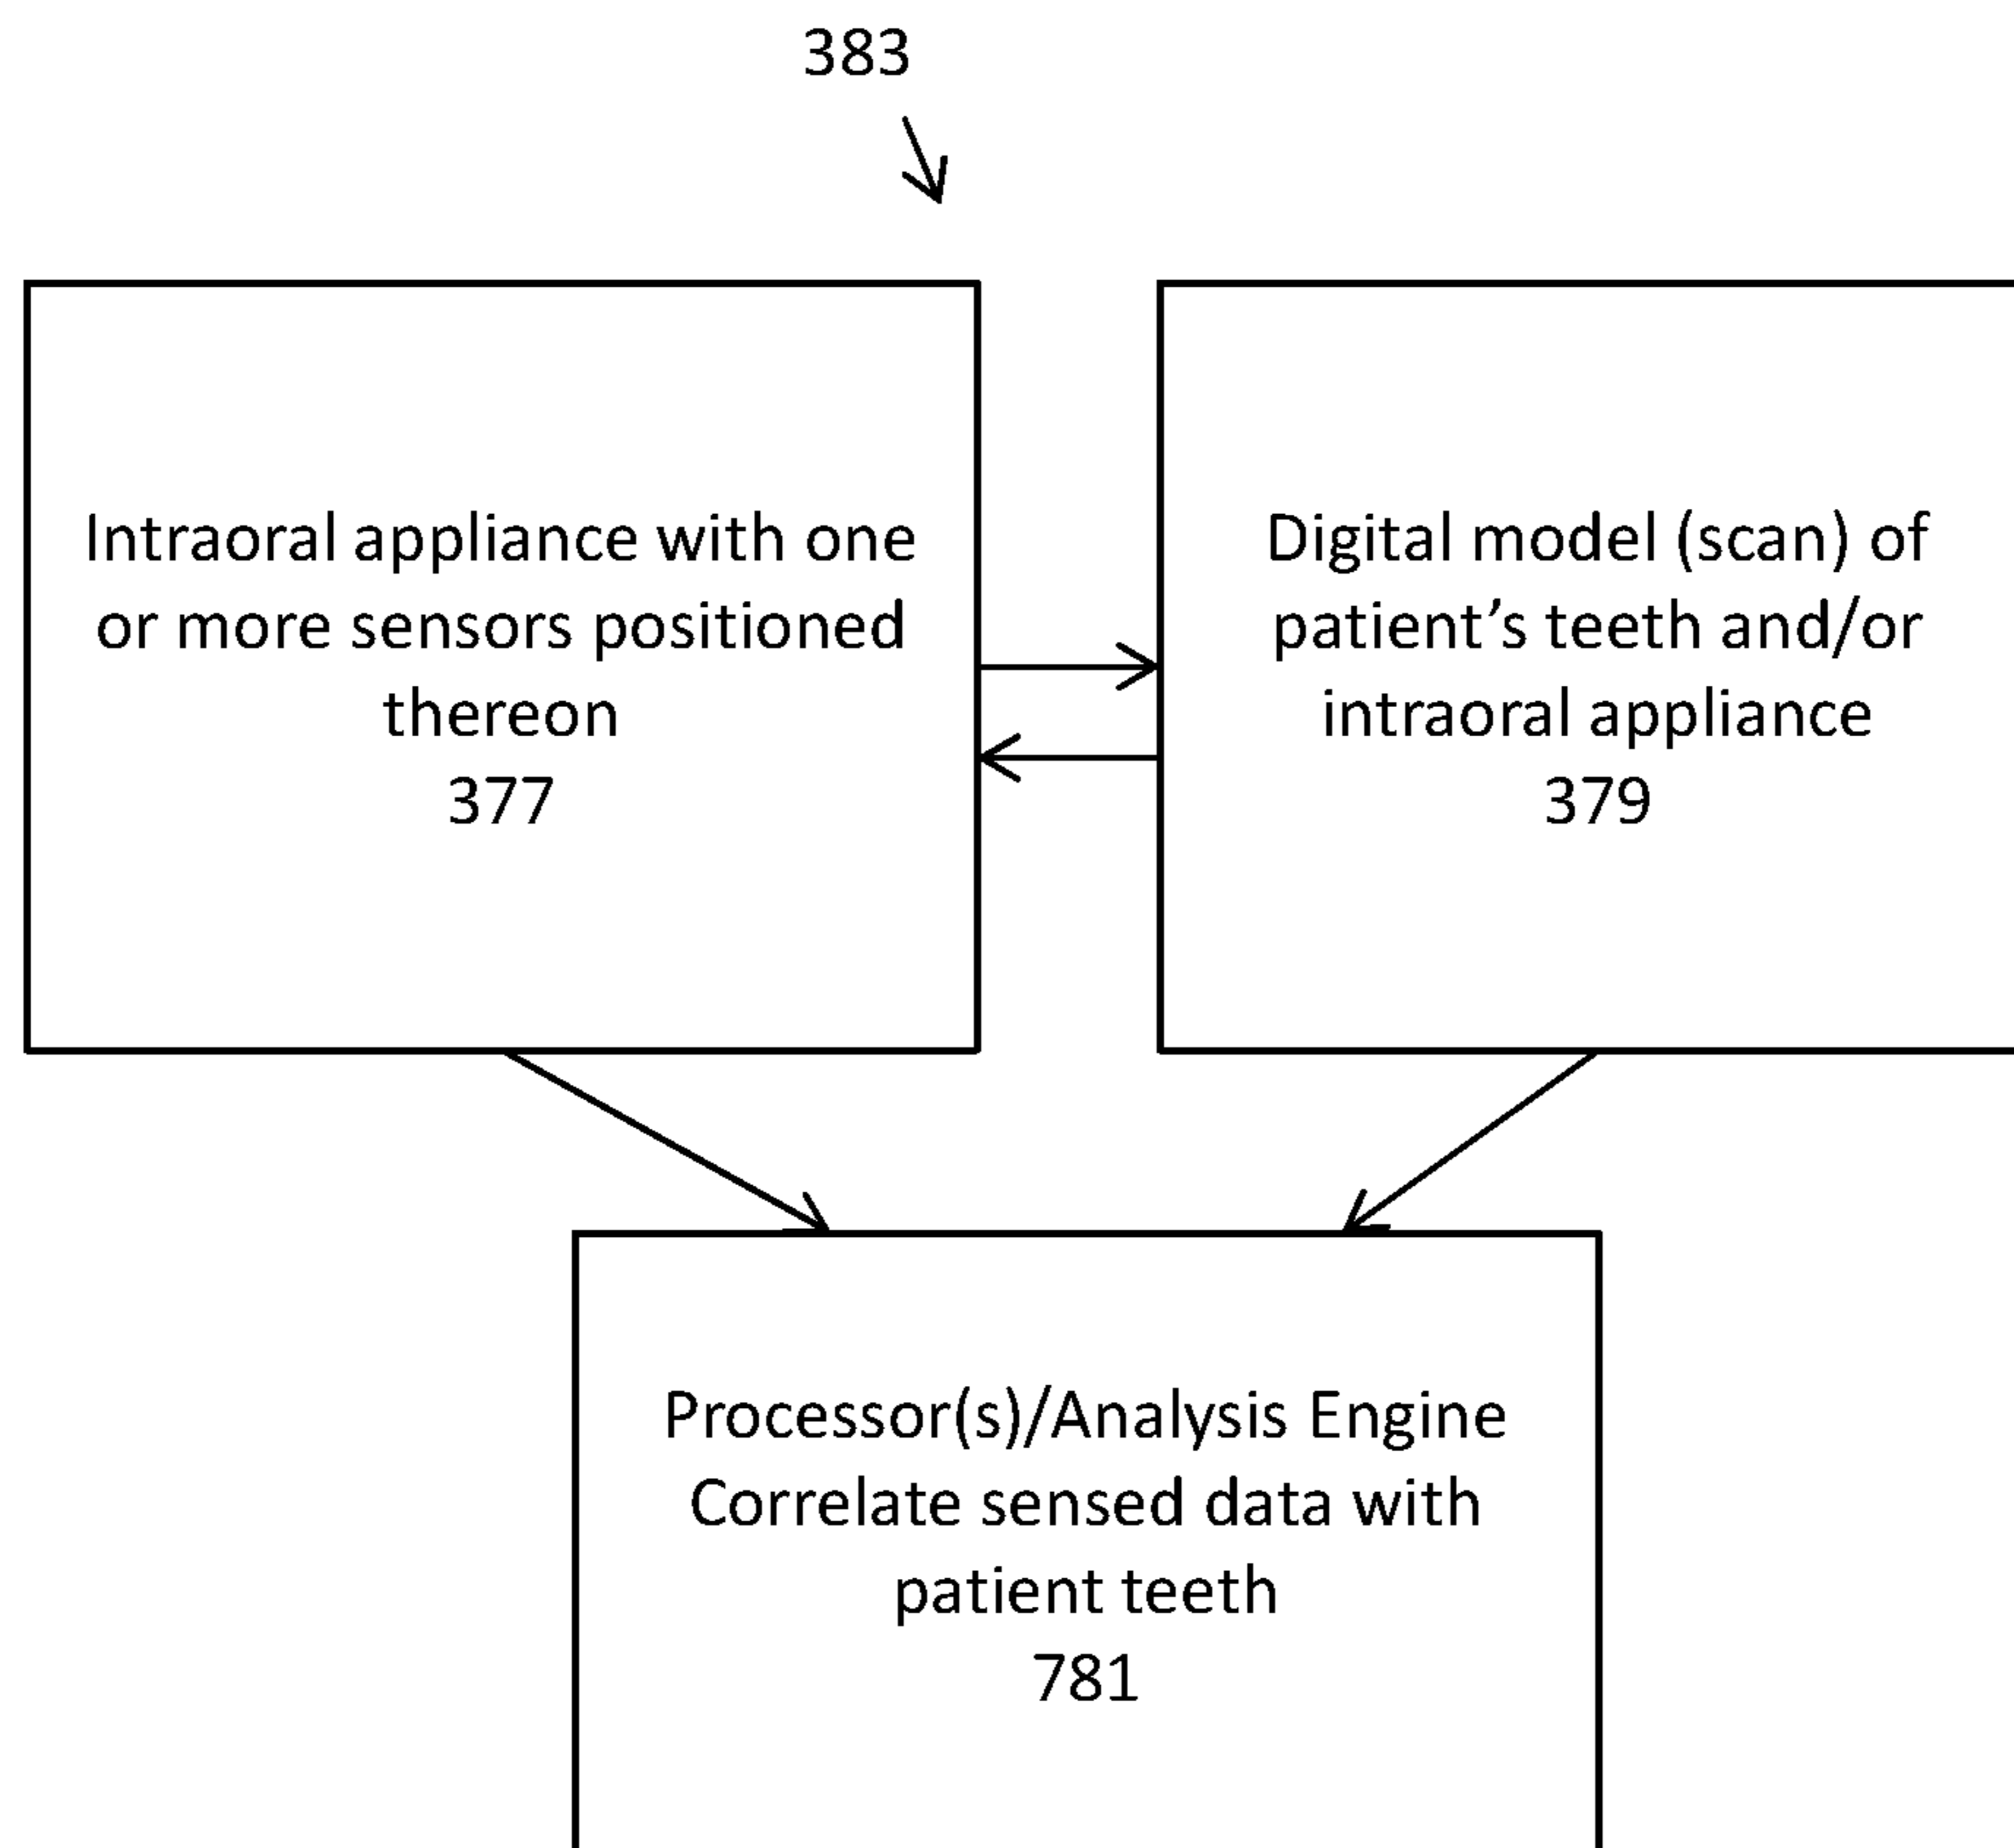 383
Intraoral appliance with one
or more sensors positioned
thereon
377
Digital model (scan) of
patient’s teeth and/or
intraoral appliance
379
Processor(s)/Analysis Engine
Correlate sensed data with
patient teeth
781